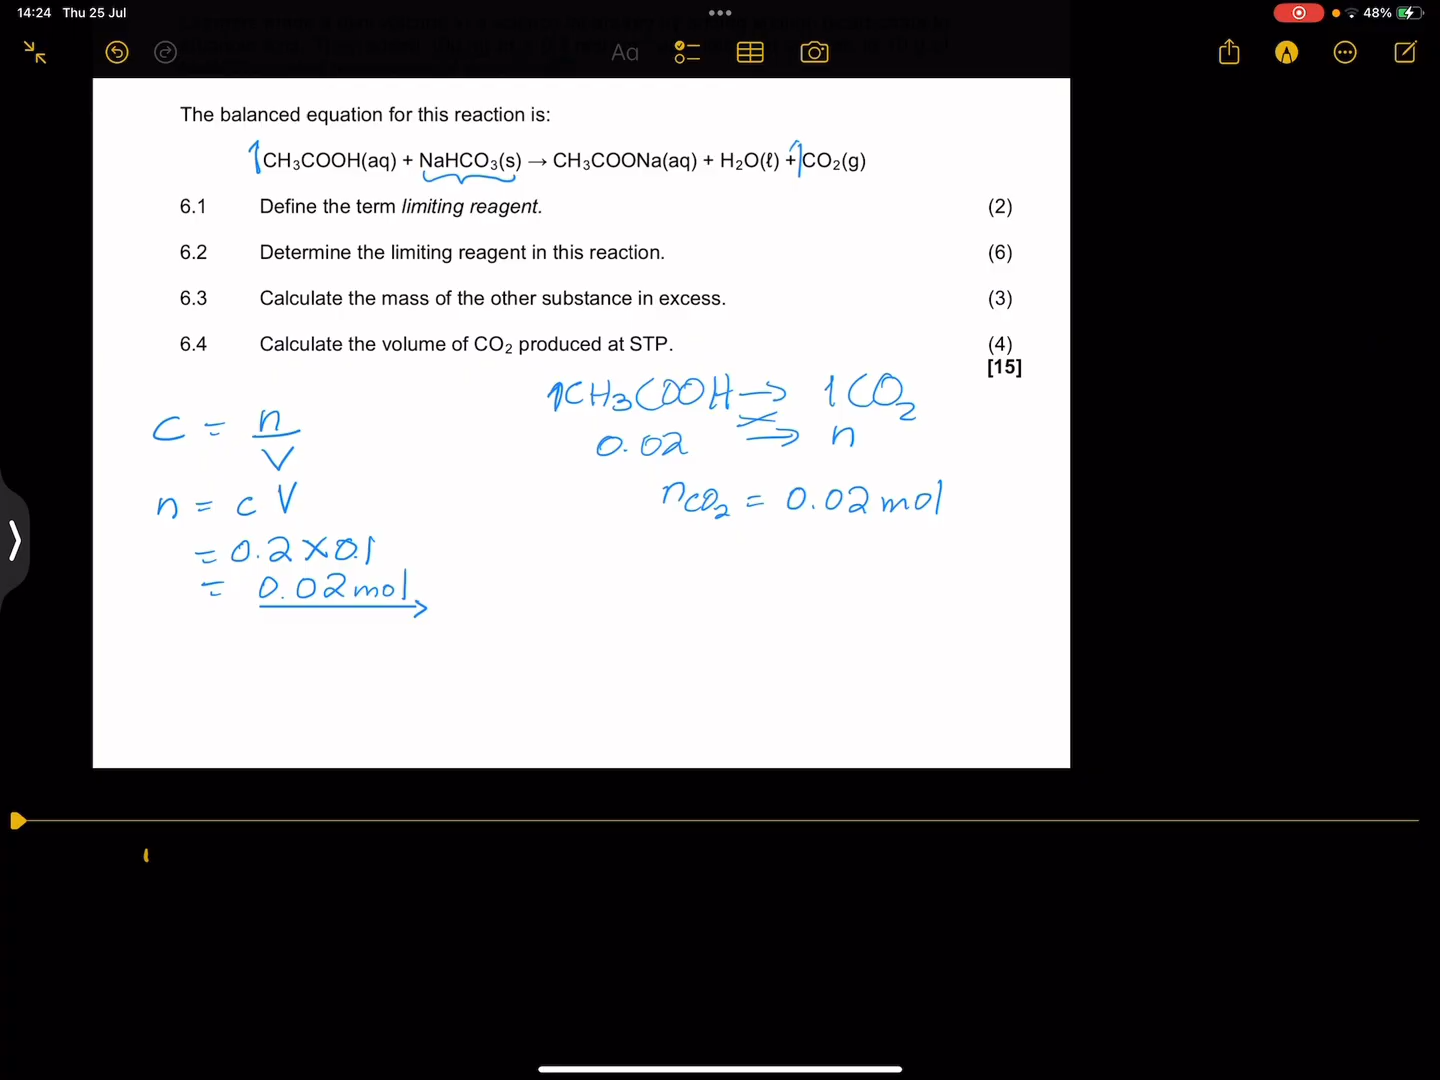 14:24 Thu 25 Jul
48%
Aa
The balanced equation for this reaction is:
1CH₃COOH(aq) + NaHCO₃(s) → CH₃COONa(aq) + H₂O(ℓ) + 1CO₂(g)
6.1 Define the term limiting reagent. (2)
6.2 Determine the limiting reagent in this reaction. (6)
6.3 Calculate the mass of the other substance in excess. (3)
6.4 Calculate the volume of CO₂ produced at STP. (4)
[15]
1CH₃COOH → 1CO₂
0.02 → n
nCO₂ = 0.02 mol
c = n/V
n = c V
= 0.2 × 0.1
= 0.02 mol